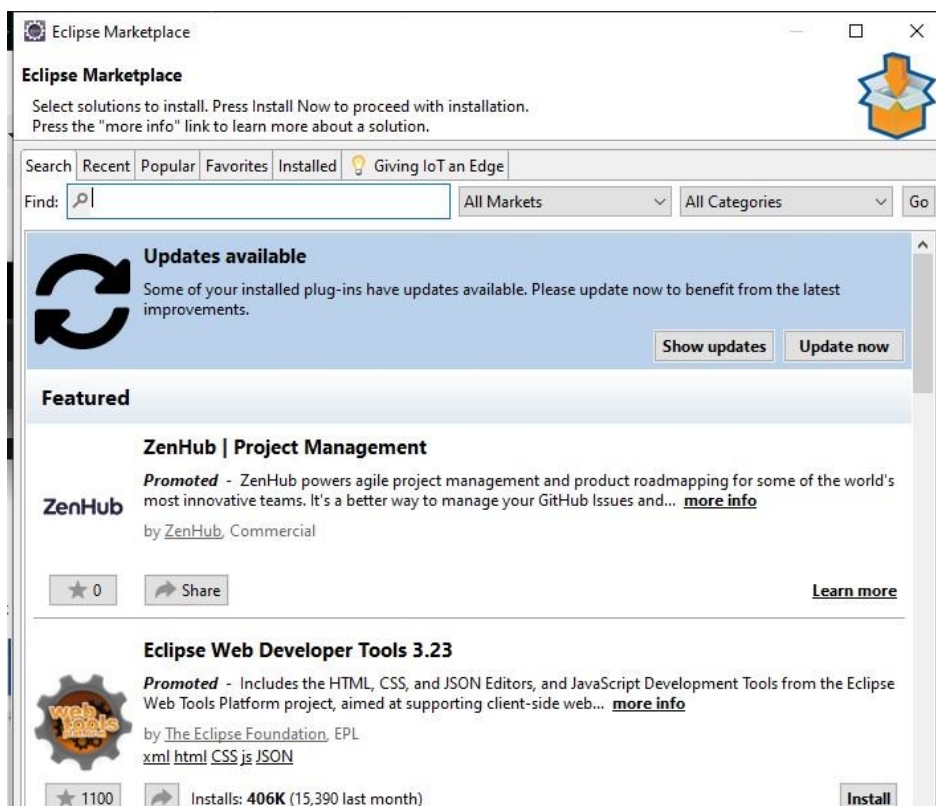 Eclipse Marketplace
Eclipse Marketplace
Select solutions to install. Press Install Now to proceed with installation.
Press the "more info" link to learn more about a solution.
Search Recent Popular Favorites Installed Giving IoT an Edge
Find: All Markets All Categories Go
Updates available
Some of your installed plug-ins have updates available. Please update now to benefit from the latest
improvements.
Show updates Update now
Featured
ZenHub | Project Management
Promoted - ZenHub powers agile project management and product roadmapping for some of the world's
most innovative teams. It's a better way to manage your GitHub Issues and... more info
ZenHub
by ZenHub, Commercial
0 Share Learn more
Eclipse Web Developer Tools 3.23
Promoted - Includes the HTML, CSS, and JSON Editors, and JavaScript Development Tools from the Eclipse
Web Tools Platform project, aimed at supporting client-side web... more info
web
tools
by The Eclipse Foundation, EPL
xml html CSS js JSON
1100 Installs: 406K (15,390 last month) Install